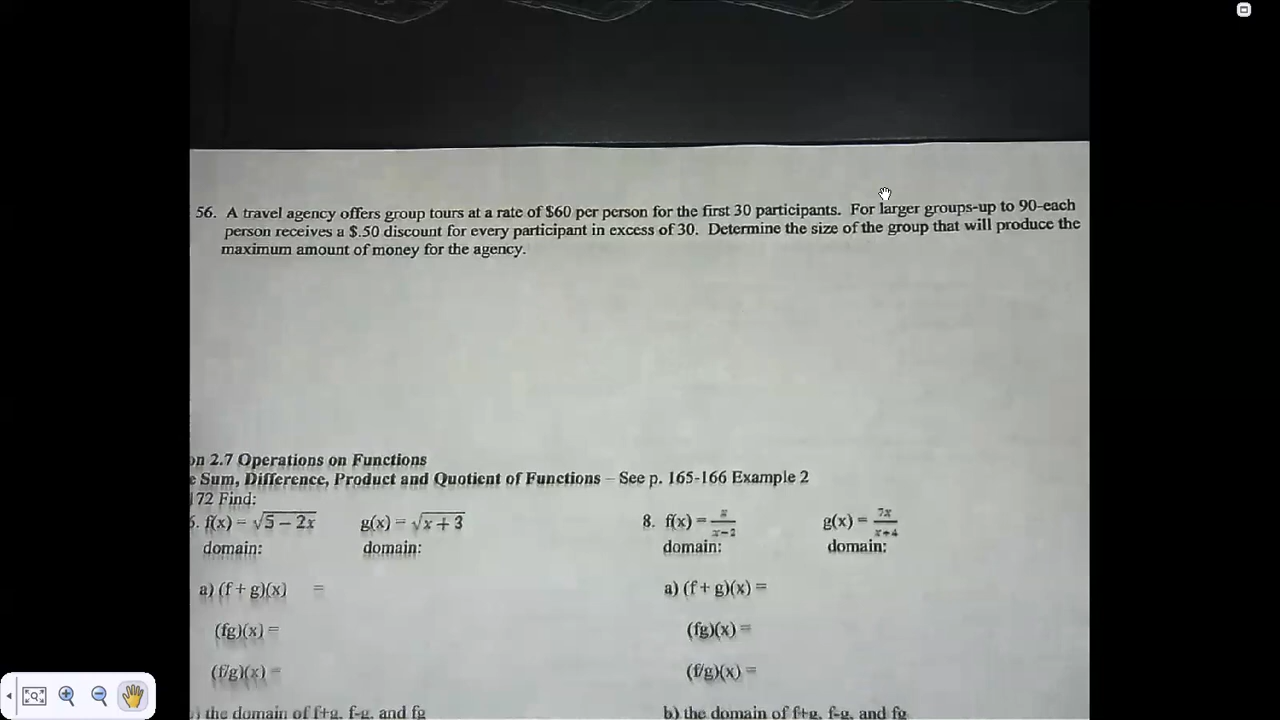 56. A travel agency offers group tours at a rate of $60 per person for the first 30 participants. For larger groups-up to 90-each
person receives a $.50 discount for every participant in excess of 30. Determine the size of the group that will produce the
maximum amount of money for the agency.
on 2.7 Operations on Functions
e Sum, Difference, Product and Quotient of Functions – See p. 165-166 Example 2
172 Find:
6. f(x) = √5 − 2x g(x) = √x + 3 8. f(x) = x/(x−2) g(x) = 7x/(x+4)
domain: domain: domain: domain:
a) (f + g)(x) = a) (f + g)(x) =
(fg)(x) = (fg)(x) =
(f/g)(x) = (f/g)(x) =
) the domain of f+g, f-g, and fg b) the domain of f+g, f-g, and fg